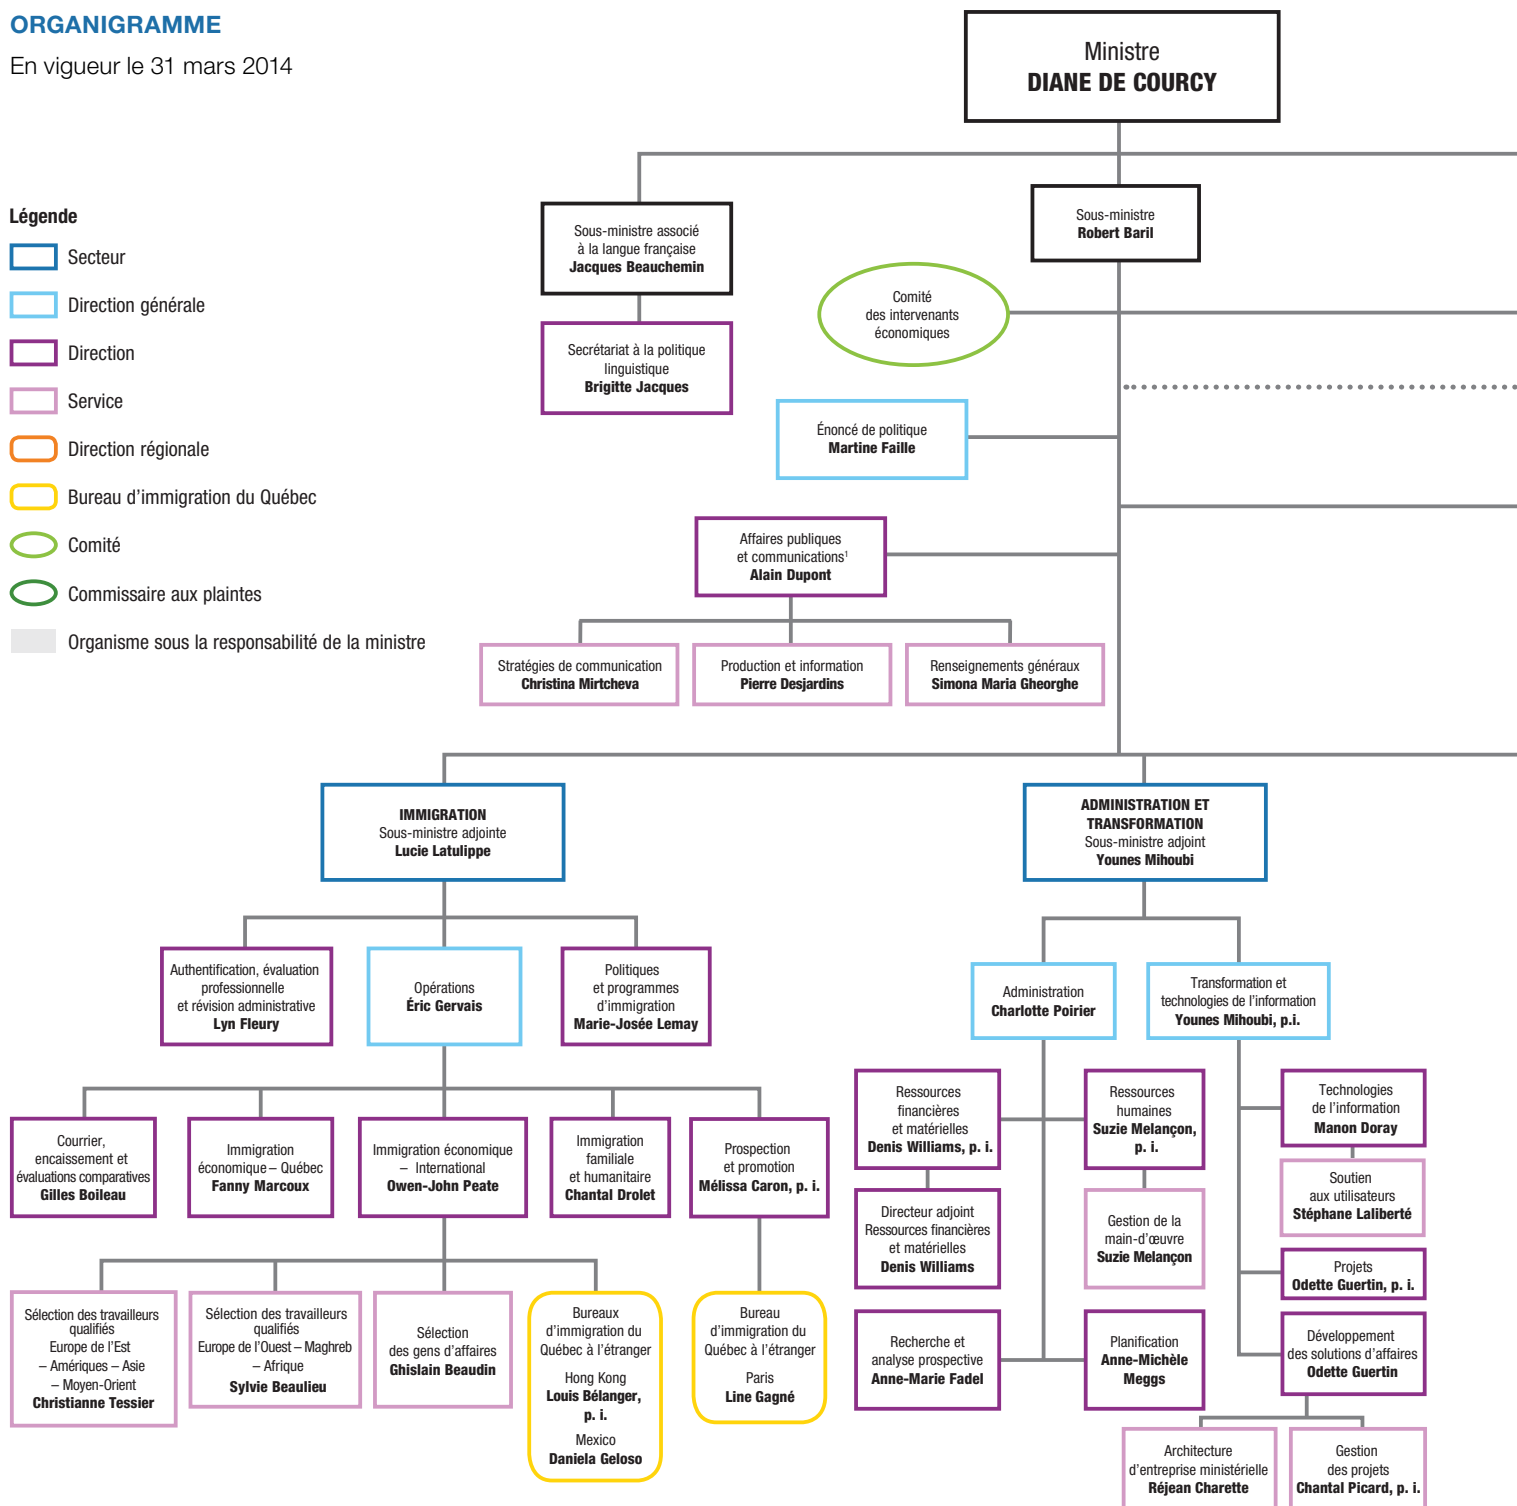 ORGANIGRAMME
En vigueur le 31 mars 2014
Ministre
DIANE DE COURCY
Légende
Secteur
Direction générale
Direction
Service
Direction régionale
Bureau d'immigration du Québec
Comité
Commissaire aux plaintes
Organisme sous la responsabilité de la ministre
Sous-ministre associé
à la langue française
Jacques Beauchemin
Sous-ministre
Robert Baril
Secrétariat à la politique
linguistique
Brigitte Jacques
Comité
des intervenants
économiques
Énoncé de politique
Martine Faille
Affaires publiques
et communications¹
Alain Dupont
Stratégies de communication
Christina Mirtcheva
Production et information
Pierre Desjardins
Renseignements généraux
Simona Maria Gheorghe
IMMIGRATION
Sous-ministre adjointe
Lucie Latulippe
ADMINISTRATION ET
TRANSFORMATION
Sous-ministre adjoint
Younes Mihoubi
Authentification, évaluation
professionnelle
et révision administrative
Lyn Fleury
Opérations
Éric Gervais
Politiques
et programmes
d'immigration
Marie-Josée Lemay
Administration
Charlotte Poirier
Transformation et
technologies de l'information
Younes Mihoubi, p.i.
Courrier,
encaissement et
évaluations comparatives
Gilles Boileau
Immigration
économique – Québec
Fanny Marcoux
Immigration économique
– International
Owen-John Peate
Immigration
familiale
et humanitaire
Chantal Drolet
Prospection
et promotion
Mélissa Caron, p. i.
Ressources
financières
et matérielles
Denis Williams, p. i.
Ressources
humaines
Suzie Melançon,
p. i.
Technologies
de l'information
Manon Doray
Soutien
aux utilisateurs
Stéphane Laliberté
Directeur adjoint
Ressources financières
et matérielles
Denis Williams
Gestion de la
main-d'œuvre
Suzie Melançon
Projets
Odette Guertin, p. i.
Sélection des travailleurs
qualifiés
Europe de l'Est
– Amériques – Asie
– Moyen-Orient
Christianne Tessier
Sélection des travailleurs
qualifiés
Europe de l'Ouest – Maghreb
– Afrique
Sylvie Beaulieu
Sélection
des gens d'affaires
Ghislain Beaudin
Bureaux
d'immigration du
Québec à l'étranger
Hong Kong
Louis Bélanger,
p. i.
Mexico
Daniela Geloso
Bureau
d'immigration du
Québec à l'étranger
Paris
Line Gagné
Recherche et
analyse prospective
Anne-Marie Fadel
Planification
Anne-Michèle
Meggs
Développement
des solutions d'affaires
Odette Guertin
Architecture
d'entreprise ministérielle
Réjean Charette
Gestion
des projets
Chantal Picard, p. i.